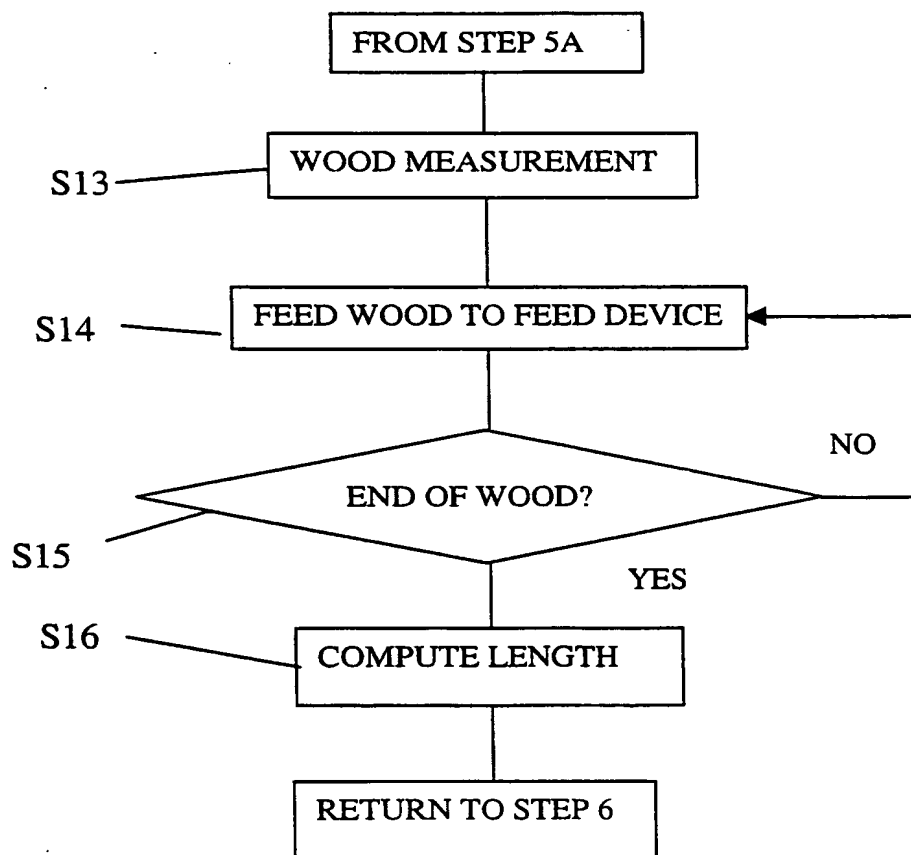 FROM STEP 5A
WOOD MEASUREMENT
S13
FEED WOOD TO FEED DEVICE
S14
NO
END OF WOOD?
S15
YES
S16
COMPUTE LENGTH
RETURN TO STEP 6